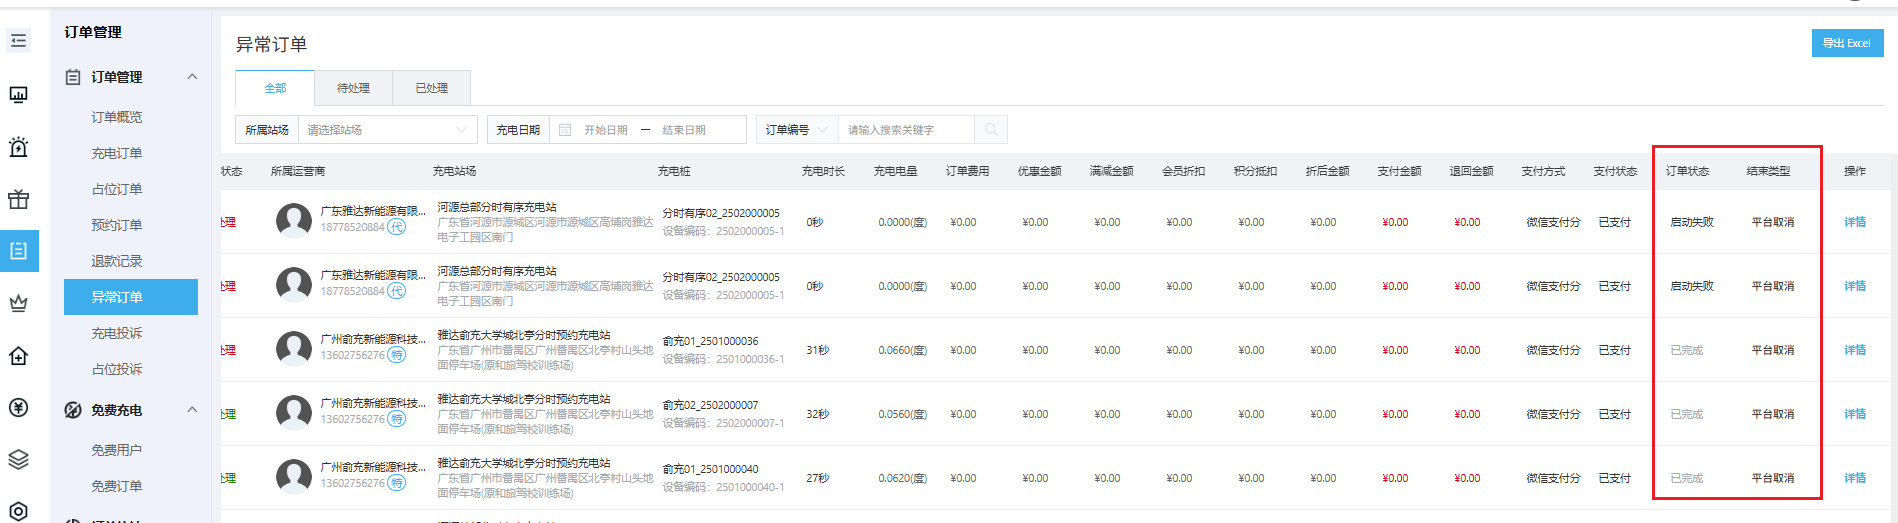 订单管理
订单管理
订单概览
充电订单
占位订单
预约订单
退款记录
异常订单
充电投诉
占位投诉
免费充电
免费用户
免费订单
异常订单
导出 Excel
全部 待处理 已处理
所属站场 请选择站场 充电日期 开始日期 — 结束日期 订单编号 请输入搜索关键字
状态 所属运营商 充电站场 充电桩 充电时长 充电电量 订单费用 优惠金额 满减金额 会员折扣 积分抵扣 折后金额 支付金额 退回金额 支付方式 支付状态 订单状态 结束类型 操作
处理 广东雅达新能源有限... 18778520884 代
河源总部分时有序充电站
广东省河源市源城区河源市源城区高埔岗雅达
电子工园区南门
分时有序02_2502000005
设备编码：2502000005-1
0秒 0.0000(度) ¥0.00 ¥0.00 ¥0.00 ¥0.00 ¥0.00 ¥0.00 ¥0.00 ¥0.00 微信支付分 已支付 启动失败 平台取消 详情
处理 广东雅达新能源有限... 18778520884 代
河源总部分时有序充电站
广东省河源市源城区河源市源城区高埔岗雅达
电子工园区南门
分时有序02_2502000005
设备编码：2502000005-1
0秒 0.0000(度) ¥0.00 ¥0.00 ¥0.00 ¥0.00 ¥0.00 ¥0.00 ¥0.00 ¥0.00 微信支付分 已支付 启动失败 平台取消 详情
处理 广州俞充新能源科技... 13602756276 特
雅达俞充大学城北亭分时预约充电站
广东省广州市番禺区广州番禺区北亭村山头地
面停车场(原和旅驾校训练场)
俞充01_2501000036
设备编码：2501000036-1
31秒 0.0660(度) ¥0.00 ¥0.00 ¥0.00 ¥0.00 ¥0.00 ¥0.00 ¥0.00 ¥0.00 微信支付分 已支付 已完成 平台取消 详情
处理 广州俞充新能源科技... 13602756276 特
雅达俞充大学城北亭分时预约充电站
广东省广州市番禺区广州番禺区北亭村山头地
面停车场(原和旅驾校训练场)
俞充02_2502000007
设备编码：2502000007-1
32秒 0.0560(度) ¥0.00 ¥0.00 ¥0.00 ¥0.00 ¥0.00 ¥0.00 ¥0.00 ¥0.00 微信支付分 已支付 已完成 平台取消 详情
处理 广州俞充新能源科技... 13602756276 特
雅达俞充大学城北亭分时预约充电站
广东省广州市番禺区广州番禺区北亭村山头地
面停车场(原和旅驾校训练场)
俞充01_2501000040
设备编码：2501000040-1
27秒 0.0620(度) ¥0.00 ¥0.00 ¥0.00 ¥0.00 ¥0.00 ¥0.00 ¥0.00 ¥0.00 微信支付分 已支付 已完成 平台取消 详情